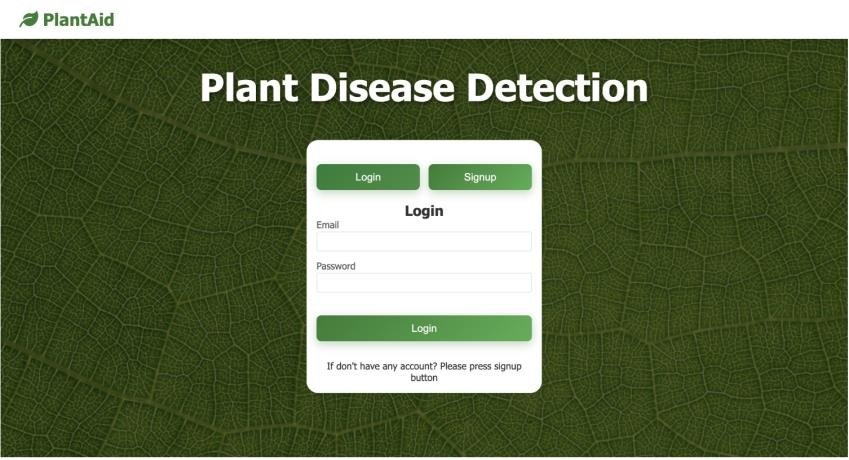 PlantAid
Plant Disease Detection
Login
Signup
Login
Email
Password
Login
If don't have any account? Please press signup
button